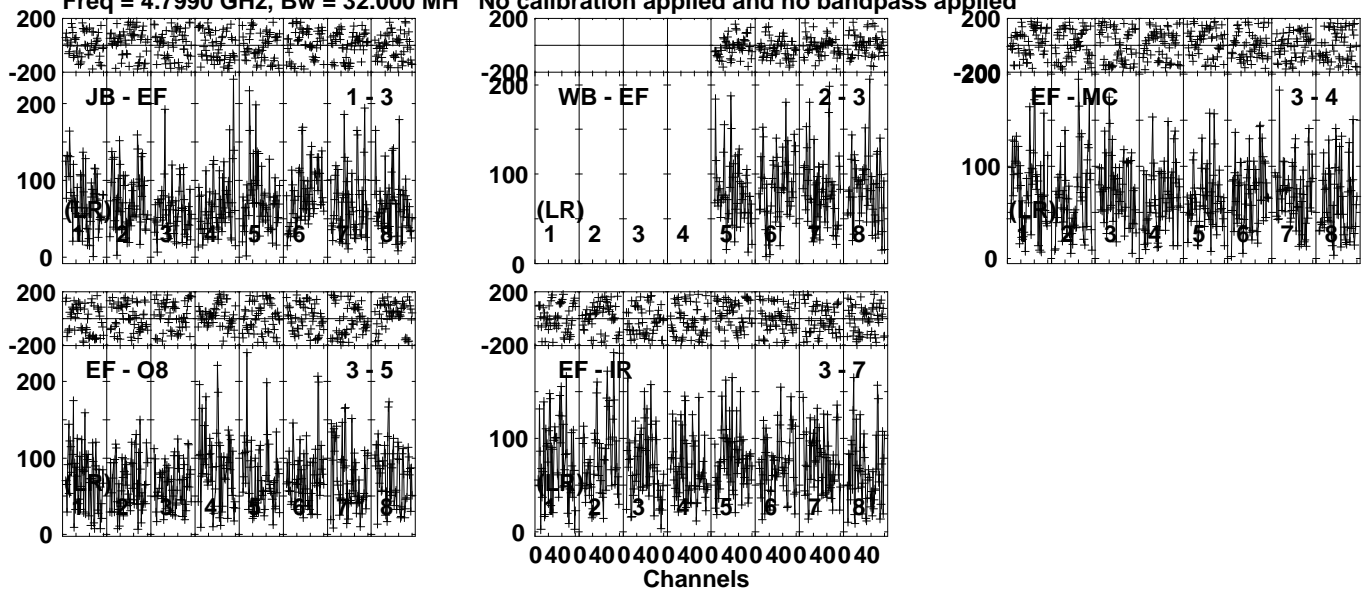 Freq = 4.7990 GHz, Bw = 32.000 MH No calibration applied and no bandpass applied
200
-200
200
100
0
JB - EF 1 - 3
(LR)
1 2 3 4 5 6 7 8
200
-200
200
100
0
WB - EF 2 - 3
(LR)
1 2 3 4 5 6 7 8
200
-200
200
100
0
EF - MC 3 - 4
(LR)
1 2 3 4 5 6 7 8
200
-200
200
100
0
EF - O8 3 - 5
(LR)
1 2 3 4 5 6 7 8
200
-200
100
0
EF - IR 3 - 7
(LR)
1 2 3 4 5 6 7 8
0 40 0 40 0 40 0 40 0 40 0 40 0 40 0 40
Channels